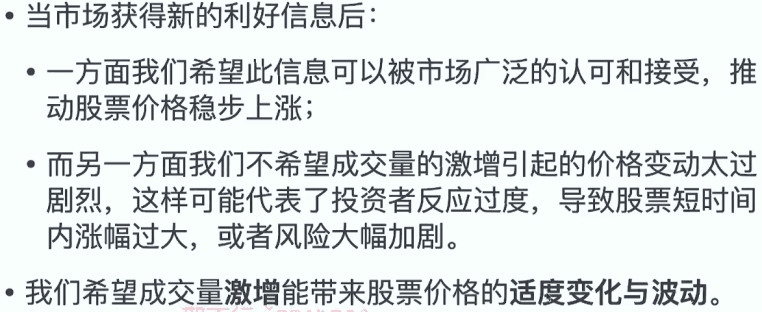 • 当市场获得新的利好信息后：
• 一方面我们希望此信息可以被市场广泛的认可和接受，推
动股票价格稳步上涨；
• 而另一方面我们不希望成交量的激增引起的价格变动太过
剧烈，这样可能代表了投资者反应过度，导致股票短时间
内涨幅过大，或者风险大幅加剧。
• 我们希望成交量激增能带来股票价格的适度变化与波动。